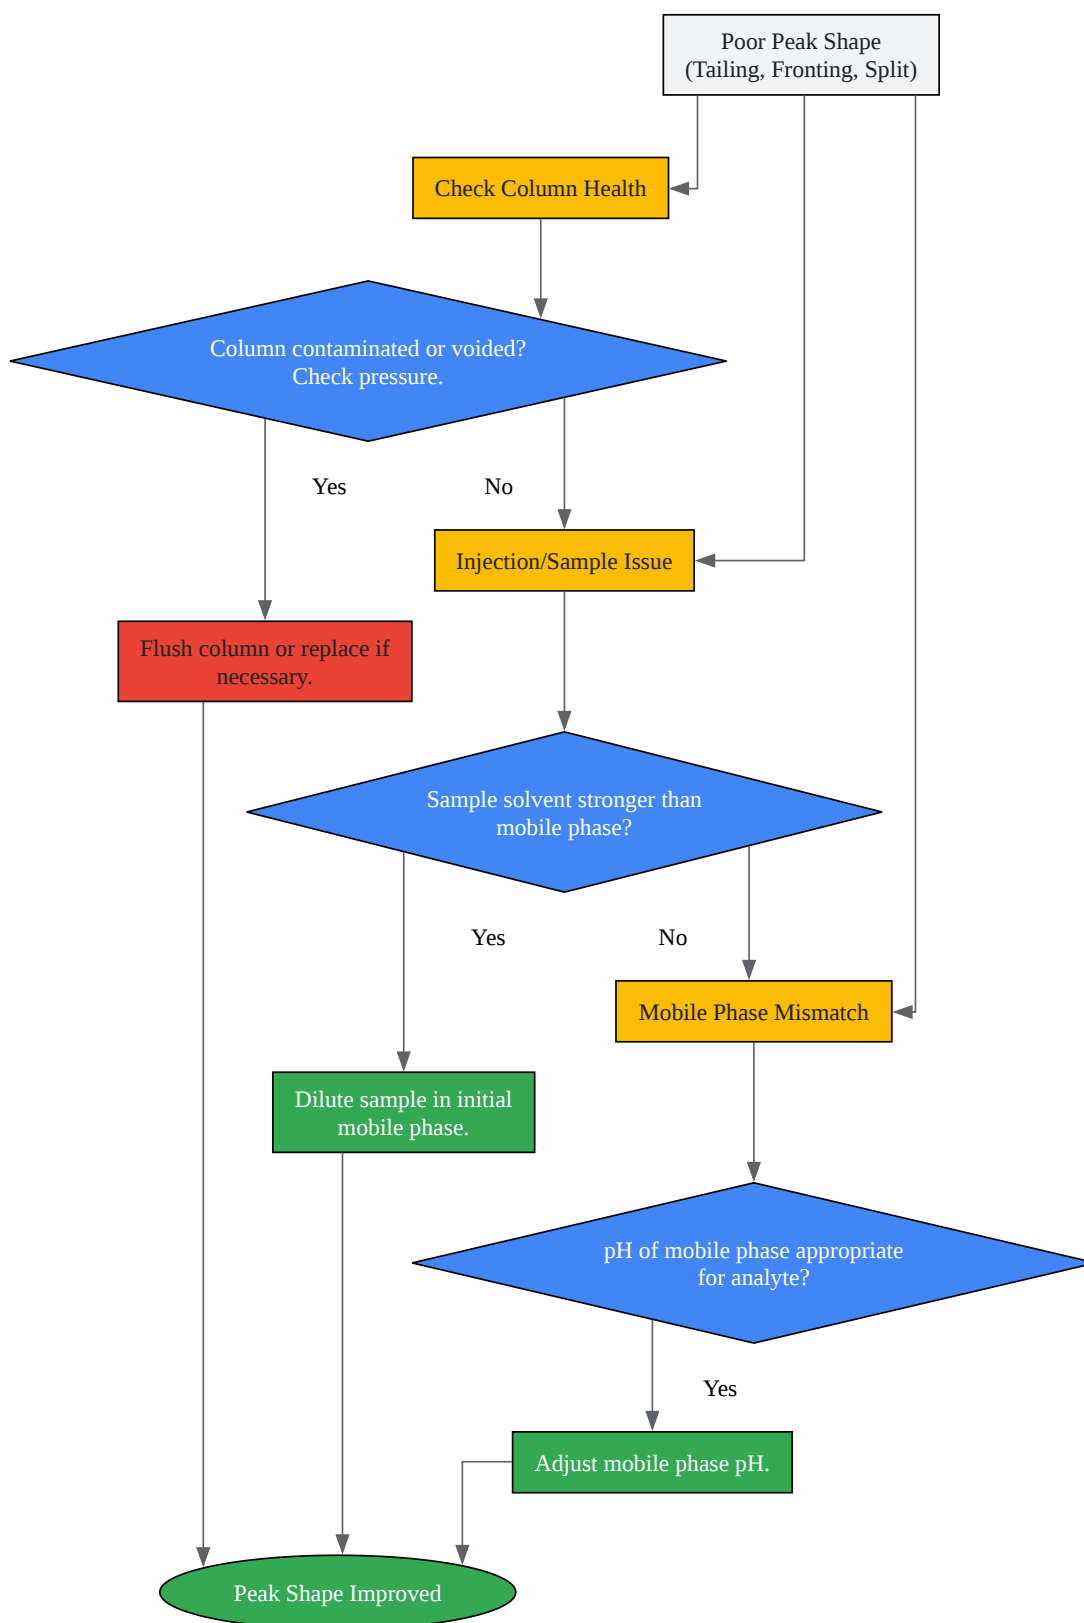 Poor Peak Shape
(Tailing, Fronting, Split)
Check Column Health
Column contaminated or voided?
Check pressure.
Yes
No
Injection/Sample Issue
Flush column or replace if
necessary.
Sample solvent stronger than
mobile phase?
Yes
No
Mobile Phase Mismatch
Dilute sample in initial
mobile phase.
pH of mobile phase appropriate
for analyte?
Yes
Adjust mobile phase pH.
Peak Shape Improved